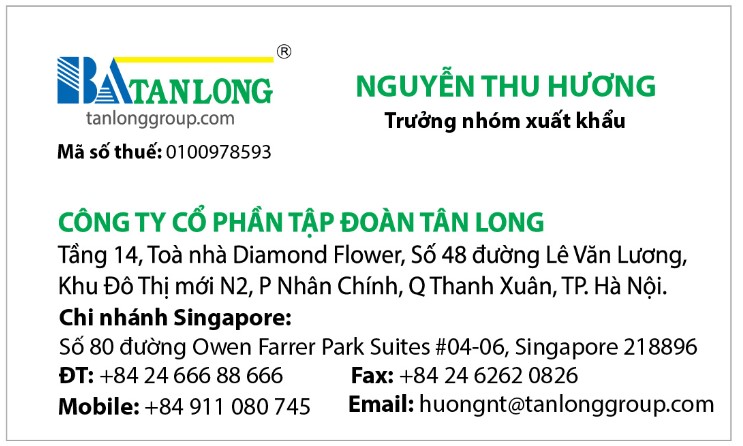 BATANLONG ®
tanlonggroup.com
Mã số thuế: 0100978593
NGUYỄN THU HƯƠNG
Trưởng nhóm xuất khẩu
CÔNG TY CỔ PHẦN TẬP ĐOÀN TÂN LONG
Tầng 14, Toà nhà Diamond Flower, Số 48 đường Lê Văn Lương,
Khu Đô Thị mới N2, P Nhân Chính, Q Thanh Xuân, TP. Hà Nội.
Chi nhánh Singapore:
Số 80 đường Owen Farrer Park Suites #04-06, Singapore 218896
ĐT: +84 24 666 88 666 Fax: +84 24 6262 0826
Mobile: +84 911 080 745 Email: huongnt@tanlonggroup.com